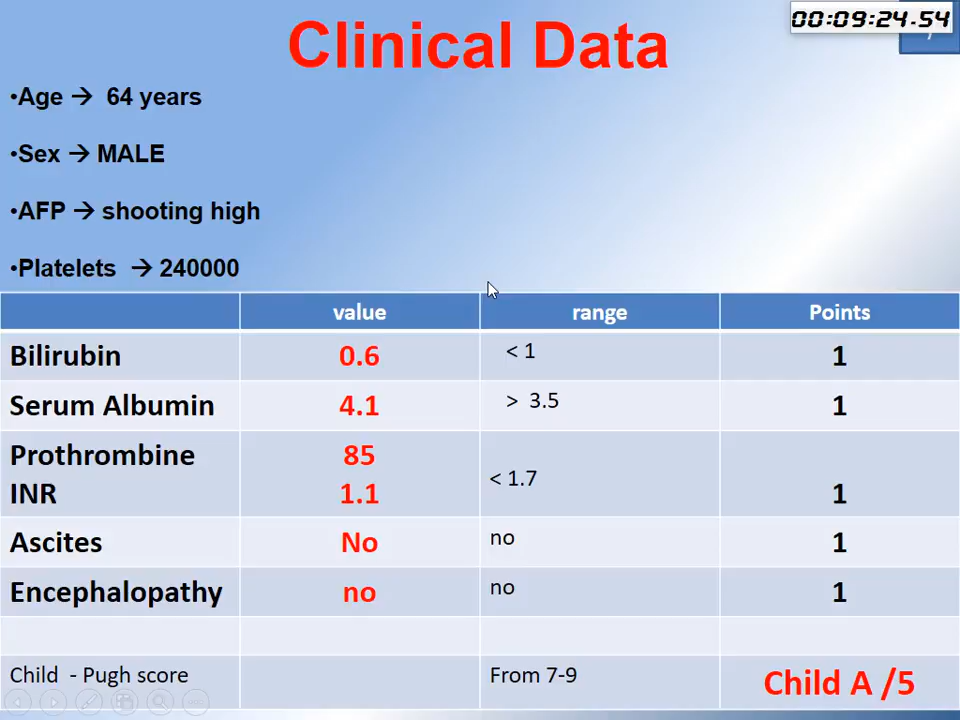 00:09:24.54
Clinical Data
•Age → 64 years
•Sex → MALE
•AFP → shooting high
•Platelets → 240000
value range Points
Bilirubin 0.6 < 1 1
Serum Albumin 4.1 > 3.5 1
Prothrombine 85
INR 1.1 < 1.7 1
Ascites No no 1
Encephalopathy no no 1
Child - Pugh score From 7-9 Child A /5